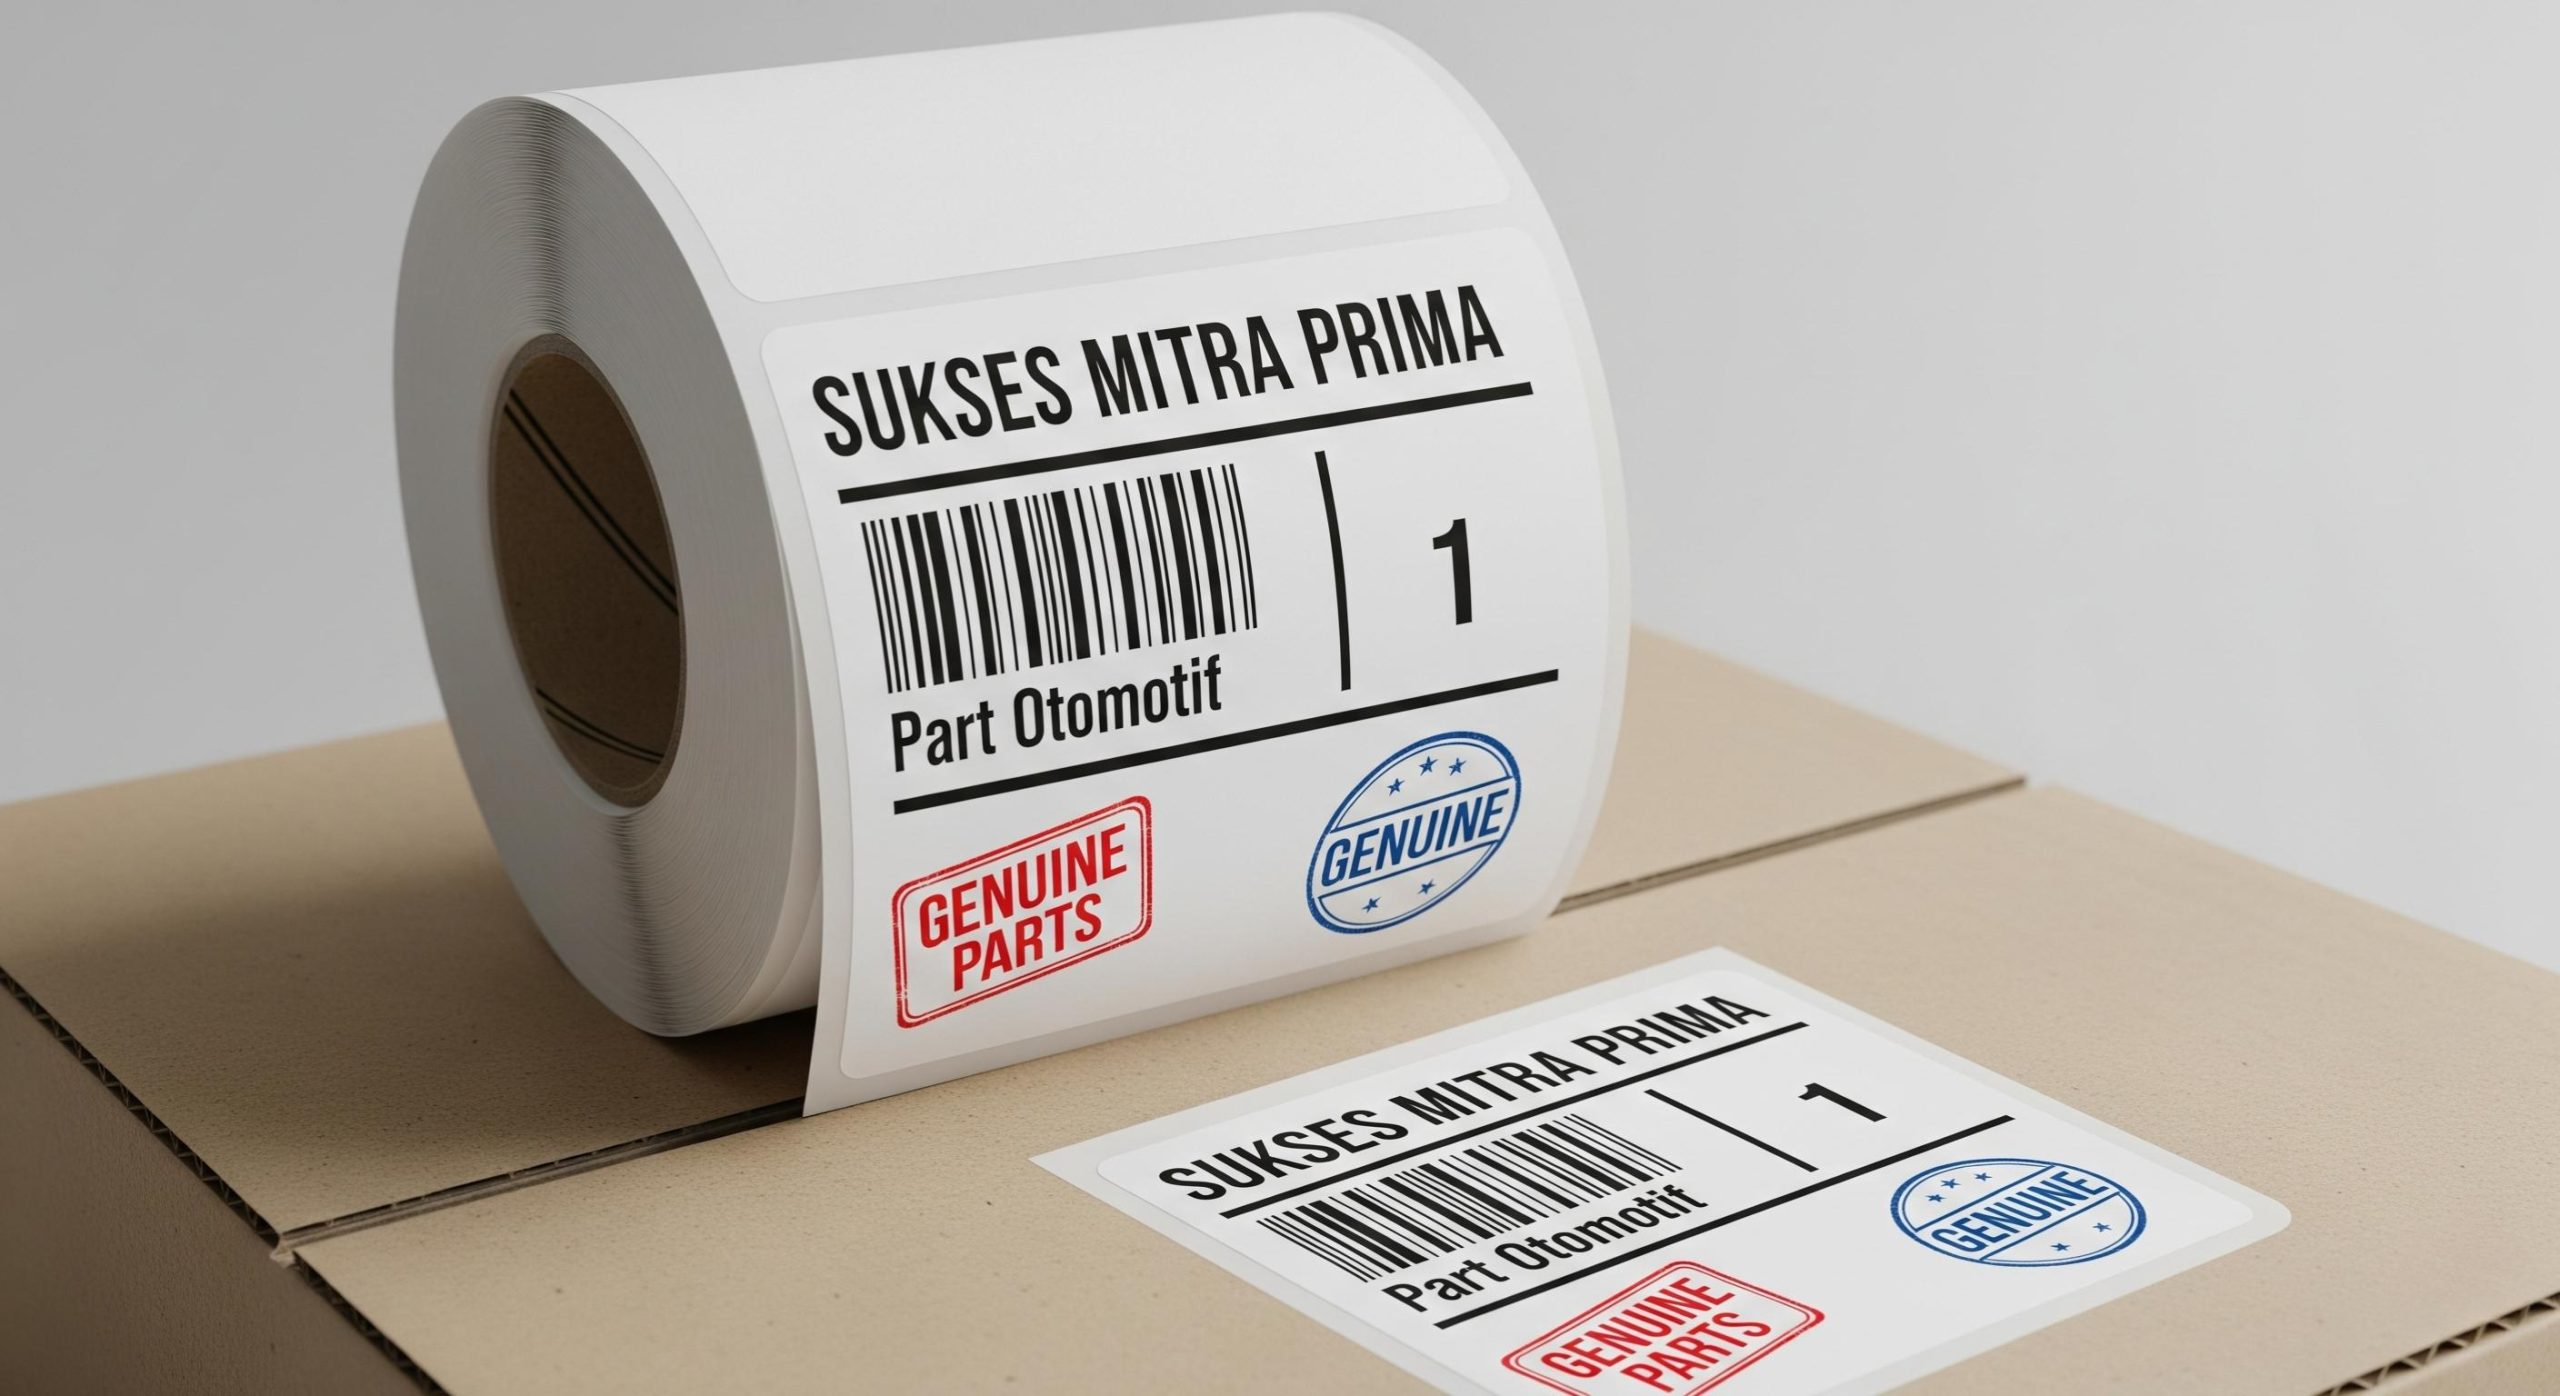 SUKSES MITRA PRIMA
1
Part Otomotif
GENUINE
PARTS
GENUINE
SUKSES MITRA PRIMA
1
Part Otomotif
GENUINE
PARTS
GENUINE